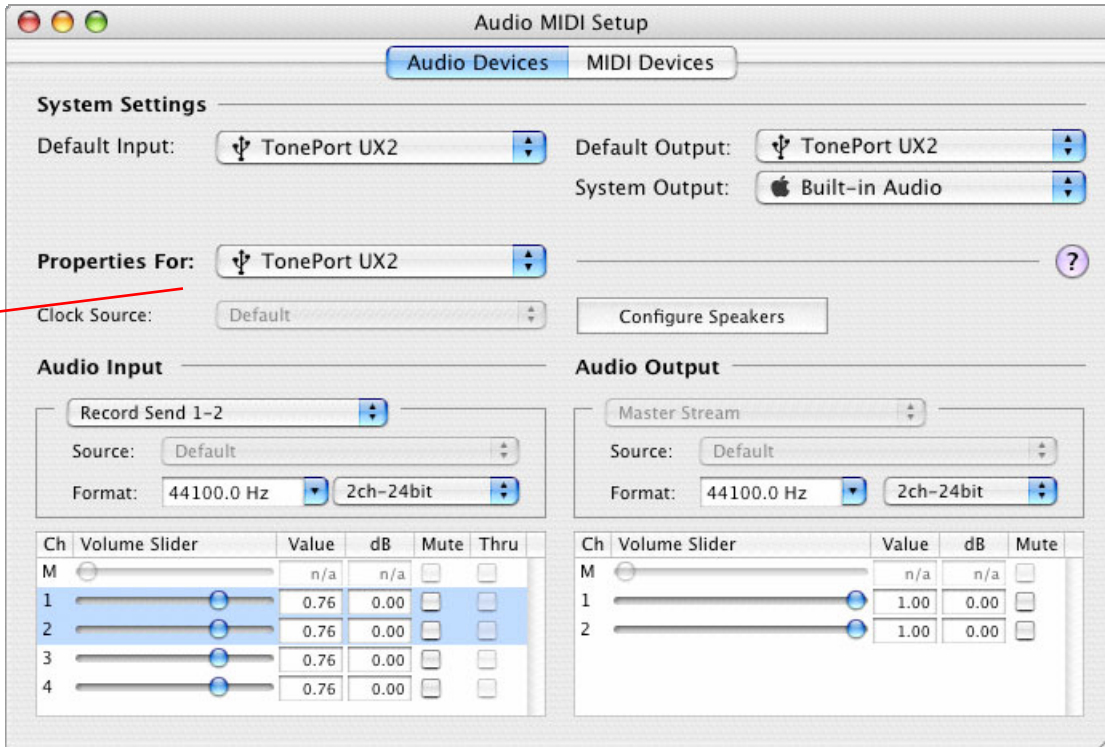 Audio MIDI Setup
Audio Devices MIDI Devices
System Settings
Default Input: TonePort UX2
Default Output: TonePort UX2
System Output: Built-in Audio
Properties For: TonePort UX2 ?
Clock Source: Default
Configure Speakers
Audio Input
Record Send 1-2
Source: Default
Format: 44100.0 Hz 2ch-24bit
Ch Volume Slider Value dB Mute Thru
M n/a n/a
1 0.76 0.00
2 0.76 0.00
3 0.76 0.00
4 0.76 0.00
Audio Output
Master Stream
Source: Default
Format: 44100.0 Hz 2ch-24bit
Ch Volume Slider Value dB Mute
M n/a n/a
1 1.00 0.00
2 1.00 0.00